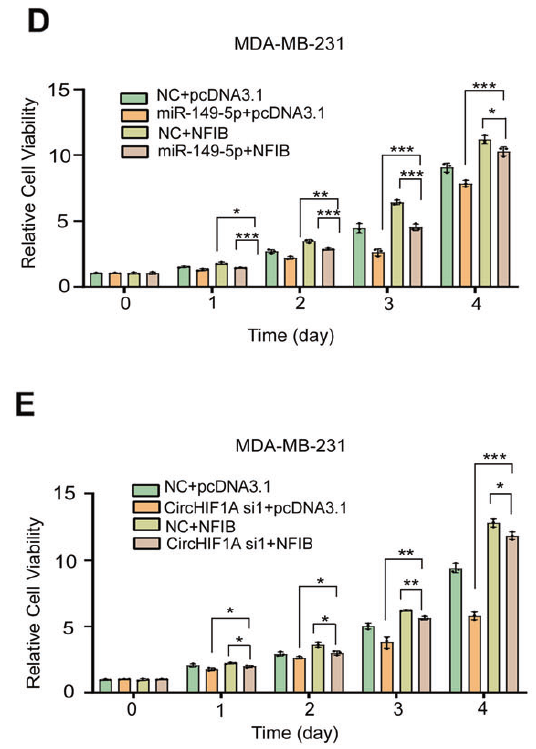 D
MDA-MB-231
NC+pcDNA3.1
miR-149-5p+pcDNA3.1
NC+NFIB
miR-149-5p+NFIB
Relative Cell Viability
15
10
5
0
* *** ** *** *** *** *** *
0 1 2 3 4
Time (day)
E
MDA-MB-231
NC+pcDNA3.1
CircHIF1A si1+pcDNA3.1
NC+NFIB
CircHIF1A si1+NFIB
Relative Cell Viability
15
10
5
0
* * * * ** ** *** *
0 1 2 3 4
Time (day)